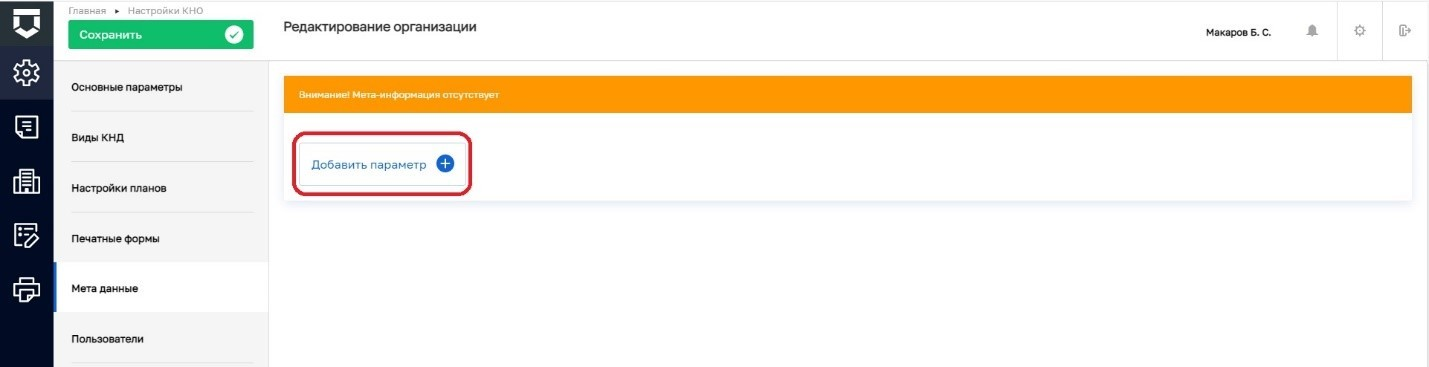 Главная ▸ Настройки КНО
Сохранить
Редактирование организации
Макаров Б. С.
Основные параметры
Виды КНД
Настройки планов
Печатные формы
Мета данные
Пользователи
Внимание! Мета-информация отсутствует
Добавить параметр